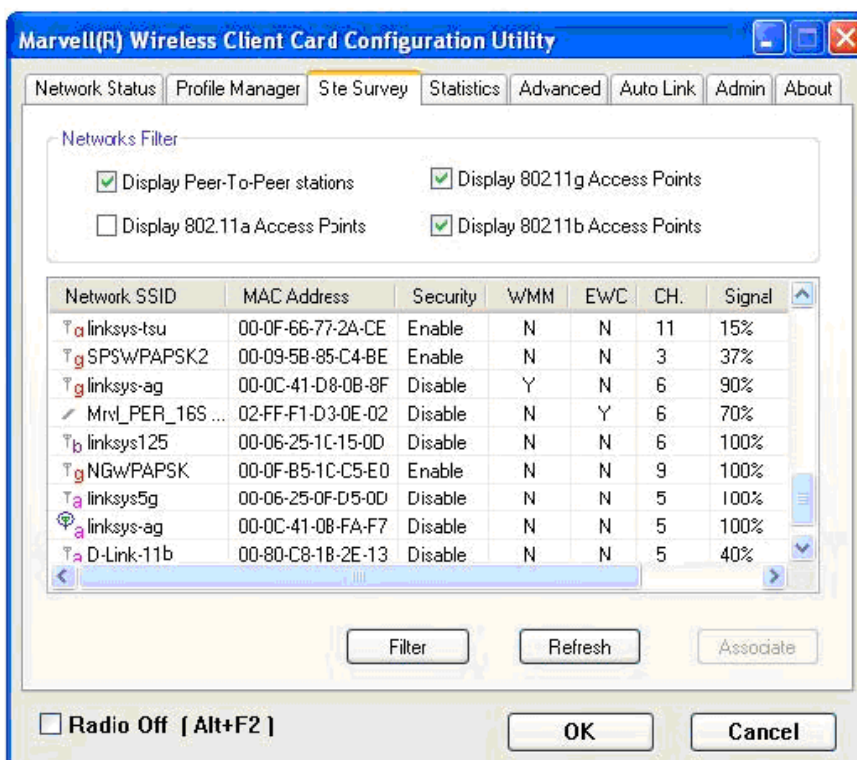 Marvell(R) Wireless Client Card Configuration Utility
Network Status Profile Manager Site Survey Statistics Advanced Auto Link Admin About
Networks Filter
Display Peer-To-Peer stations Display 802.11g Access Points
Display 802.11a Access Points Display 802.11b Access Points
Network SSID MAC Address Security WMM EWC CH. Signal
g linksys-tsu 00-0F-66-77-2A-CE Enable N N 11 15%
g SPSWPAPSK2 00-09-5B-85-C4-BE Enable N N 3 37%
g linksys-ag 00-0C-41-D8-0B-8F Disable Y N 6 90%
Mrvl_PER_16S ... 02-FF-F1-D3-0E-02 Disable N Y 6 70%
b linksys125 00-06-25-1C-15-0D Disable N N 6 100%
g NGWPAPSK 00-0F-B5-1C-C5-E0 Enable N N 9 100%
a linksys5g 00-06-25-0F-D5-0D Disable N N 5 100%
a linksys-ag 00-0C-41-0B-FA-F7 Disable N N 5 100%
a D-Link-11b 00-80-C8-1B-2E-13 Disable N N 5 40%
Filter Refresh Associate
Radio Off ( Alt+F2 )
OK Cancel